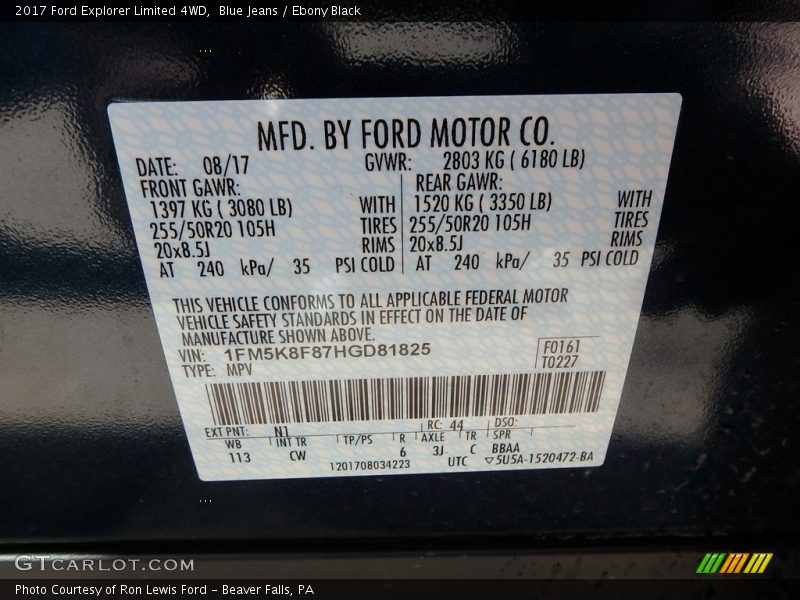 2017 Ford Explorer Limited 4WD,  Blue Jeans / Ebony Black
MFD. BY FORD MOTOR CO.
DATE: 08/17 GVWR: 2803 KG ( 6180 LB)
FRONT GAWR: REAR GAWR:
1397 KG ( 3080 LB) WITH 1520 KG ( 3350 LB) WITH
255/50R20 105H TIRES 255/50R20 105H TIRES
20x8.5J RIMS 20x8.5J RIMS
AT 240 kPa/ 35 PSI COLD AT 240 kPa/ 35 PSI COLD
THIS VEHICLE CONFORMS TO ALL APPLICABLE FEDERAL MOTOR
VEHICLE SAFETY STANDARDS IN EFFECT ON THE DATE OF
MANUFACTURE SHOWN ABOVE.
VIN: 1FM5K8F87HGD81825 F0161
TYPE: MPV T0227
EXT PNT: N1 RC: 44 DSO:
WB INT TR TP/PS R AXLE TR SPR
113 CW 6 3J C BBAA
1201708034223 UTC ▽5U5A-1520472-BA
GTCARLOT.COM
Photo Courtesy of Ron Lewis Ford - Beaver Falls, PA